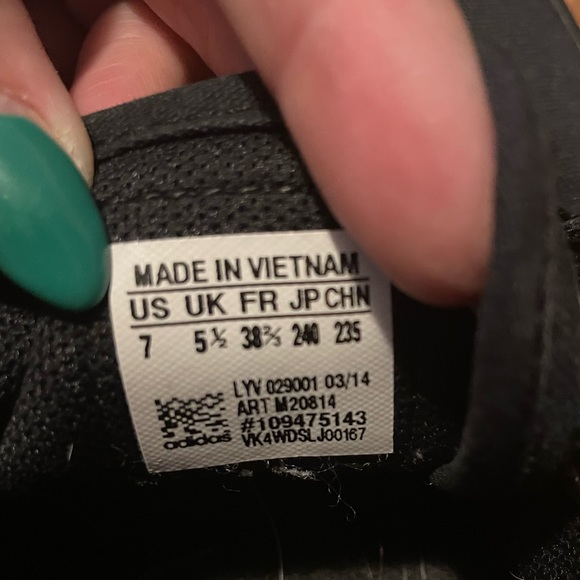 MADE IN VIETNAM
US UK FR JP CHN
7 5½ 38⅔ 240 235
LYV 029001 03/14
ART M20814
#109475143
adidas VK4WDSLJ00167